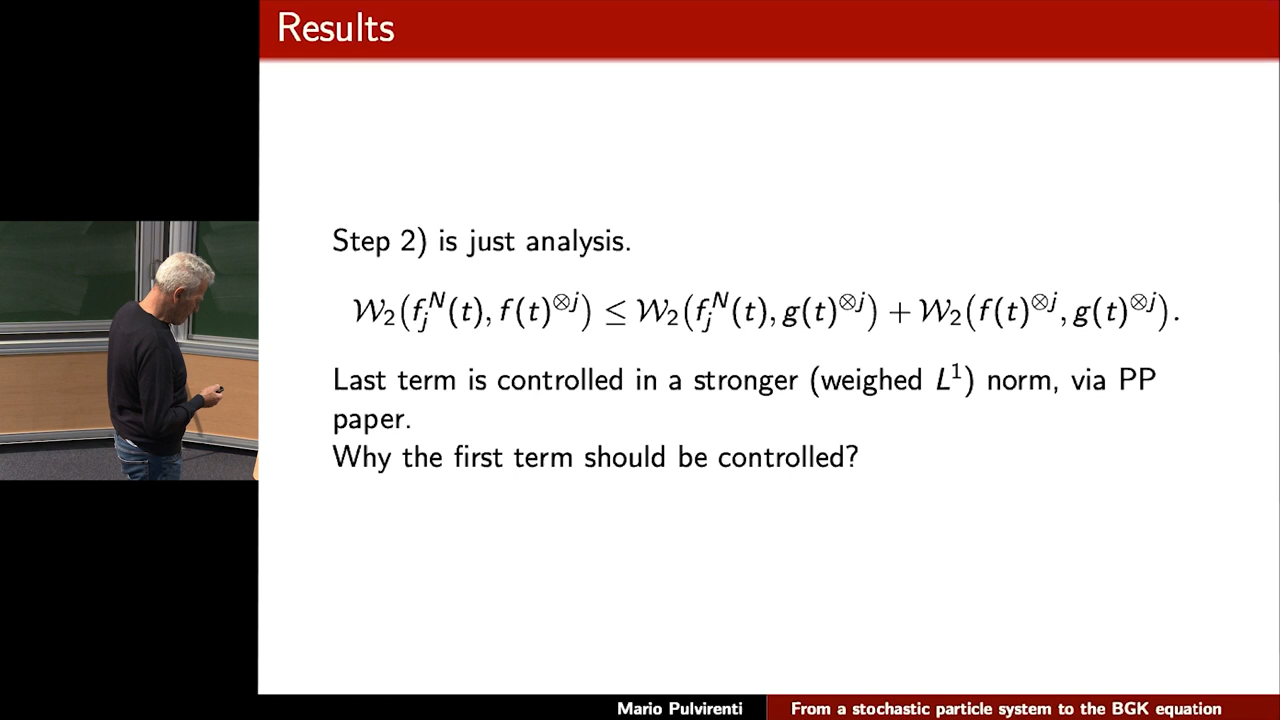 Results
Step 2) is just analysis.
𝒲₂(f_j^N(t), f(t)^{⊗j}) ≤ 𝒲₂(f_j^N(t), g(t)^{⊗j}) + 𝒲₂(f(t)^{⊗j}, g(t)^{⊗j}).
Last term is controlled in a stronger (weighed L¹) norm, via PP
paper.
Why the first term should be controlled?
Mario Pulvirenti From a stochastic particle system to the BGK equation